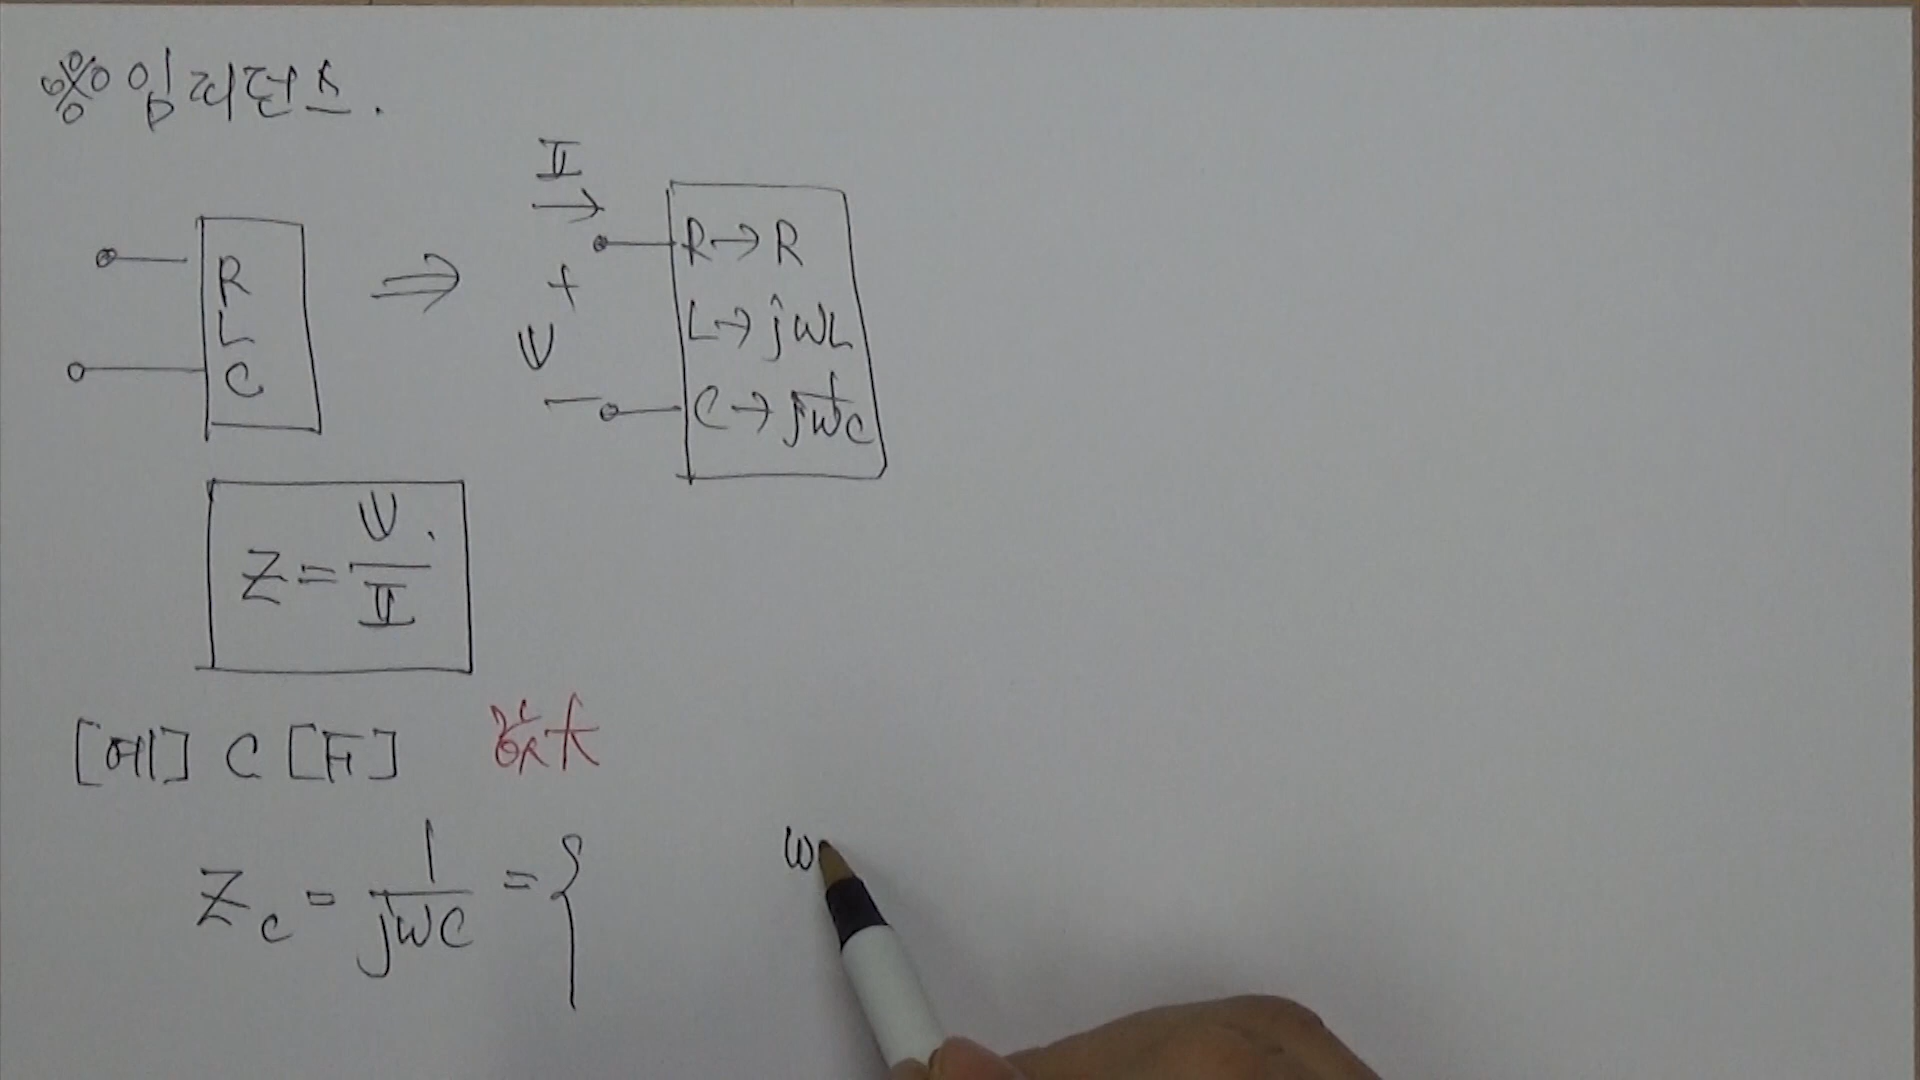 ※ 임피던스.
I
R
L
C
⇒
+
V
−
R→R
L→jωL
C→1/jωC
Z = V/I
[예] C [F]
Z_C = 1/jωC = {
ω